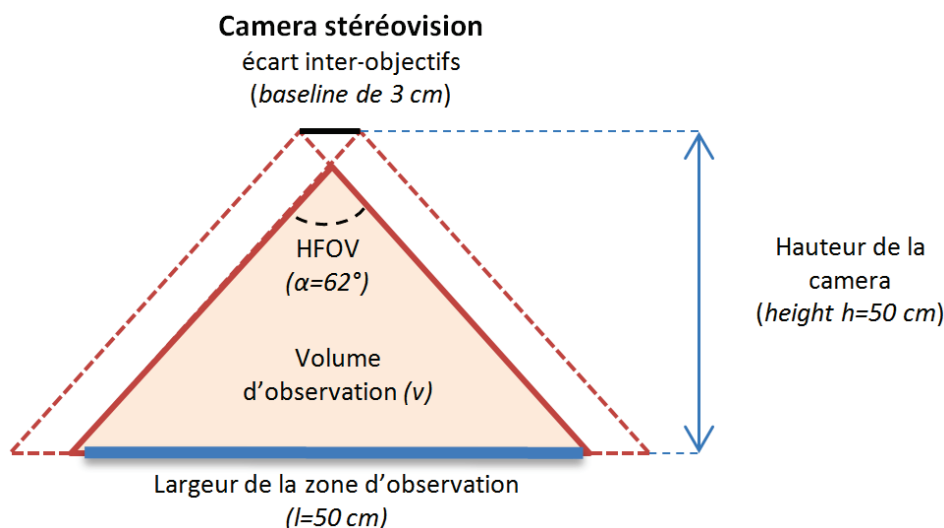 Camera stéréovision
écart inter-objectifs
(baseline de 3 cm)
HFOV
(α=62°)
Hauteur de la
camera
(height h=50 cm)
Volume
d’observation (v)
Largeur de la zone d’observation
(l=50 cm)